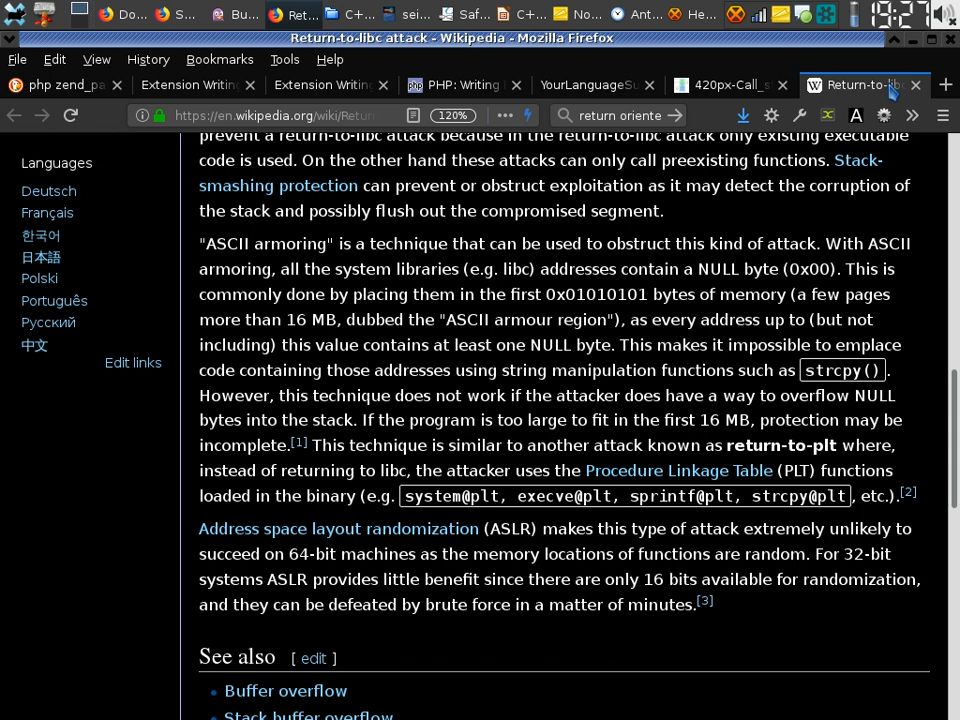 Do... S... Bu... Ret... C+... sei... Saf... C+... No... Ant... He... 19:27
Return-to-libc attack - Wikipedia - Mozilla Firefox
File Edit View History Bookmarks Tools Help
php zend_pa Extension Writing Extension Writing PHP: Writing YourLanguageSu 420px-Call_s Return-to-libc
https://en.wikipedia.org/wiki/Retur 120% return oriente
prevent a return-to-libc attack because in the return-to-libc attack only existing executable
Languages
code is used. On the other hand these attacks can only call preexisting functions. Stack-
Deutsch
smashing protection can prevent or obstruct exploitation as it may detect the corruption of
Français
the stack and possibly flush out the compromised segment.
한국어
"ASCII armoring" is a technique that can be used to obstruct this kind of attack. With ASCII
日本語
armoring, all the system libraries (e.g. libc) addresses contain a NULL byte (0x00). This is
Polski
commonly done by placing them in the first 0x01010101 bytes of memory (a few pages
Português
more than 16 MB, dubbed the "ASCII armour region"), as every address up to (but not
Русский
including) this value contains at least one NULL byte. This makes it impossible to emplace
中文
Edit links
code containing those addresses using string manipulation functions such as strcpy().
However, this technique does not work if the attacker does have a way to overflow NULL
bytes into the stack. If the program is too large to fit in the first 16 MB, protection may be
incomplete.[1] This technique is similar to another attack known as return-to-plt where,
instead of returning to libc, the attacker uses the Procedure Linkage Table (PLT) functions
loaded in the binary (e.g. system@plt, execve@plt, sprintf@plt, strcpy@plt, etc.).[2]
Address space layout randomization (ASLR) makes this type of attack extremely unlikely to
succeed on 64-bit machines as the memory locations of functions are random. For 32-bit
systems ASLR provides little benefit since there are only 16 bits available for randomization,
and they can be defeated by brute force in a matter of minutes.[3]
See also [ edit ]
Buffer overflow
Stack buffer overflow